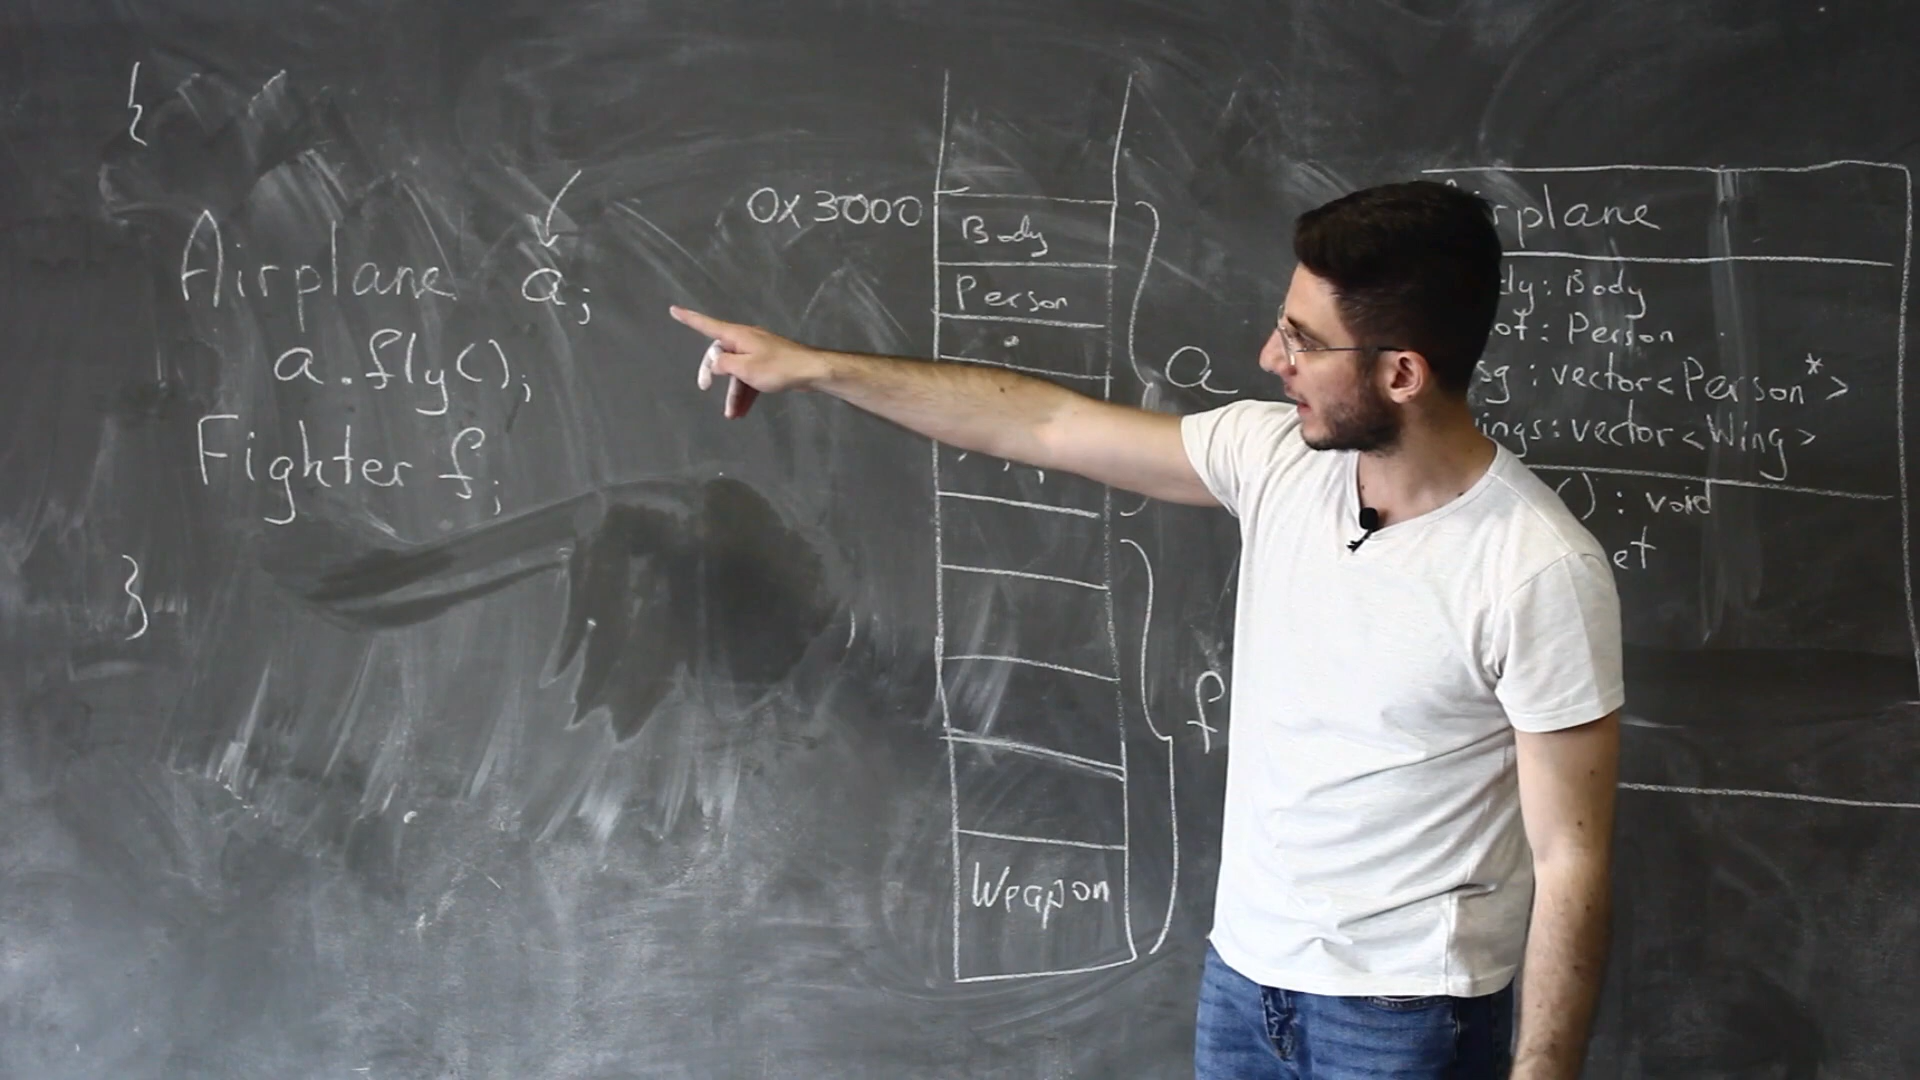 {
Airplane a;
a.fly();
Fighter f;
}
0x3000
Body
Person
a
f
Weapon
rplane
dy: Body
ot: Person
sg: vector<Person*>
ings: vector<Wing>
(): void
et